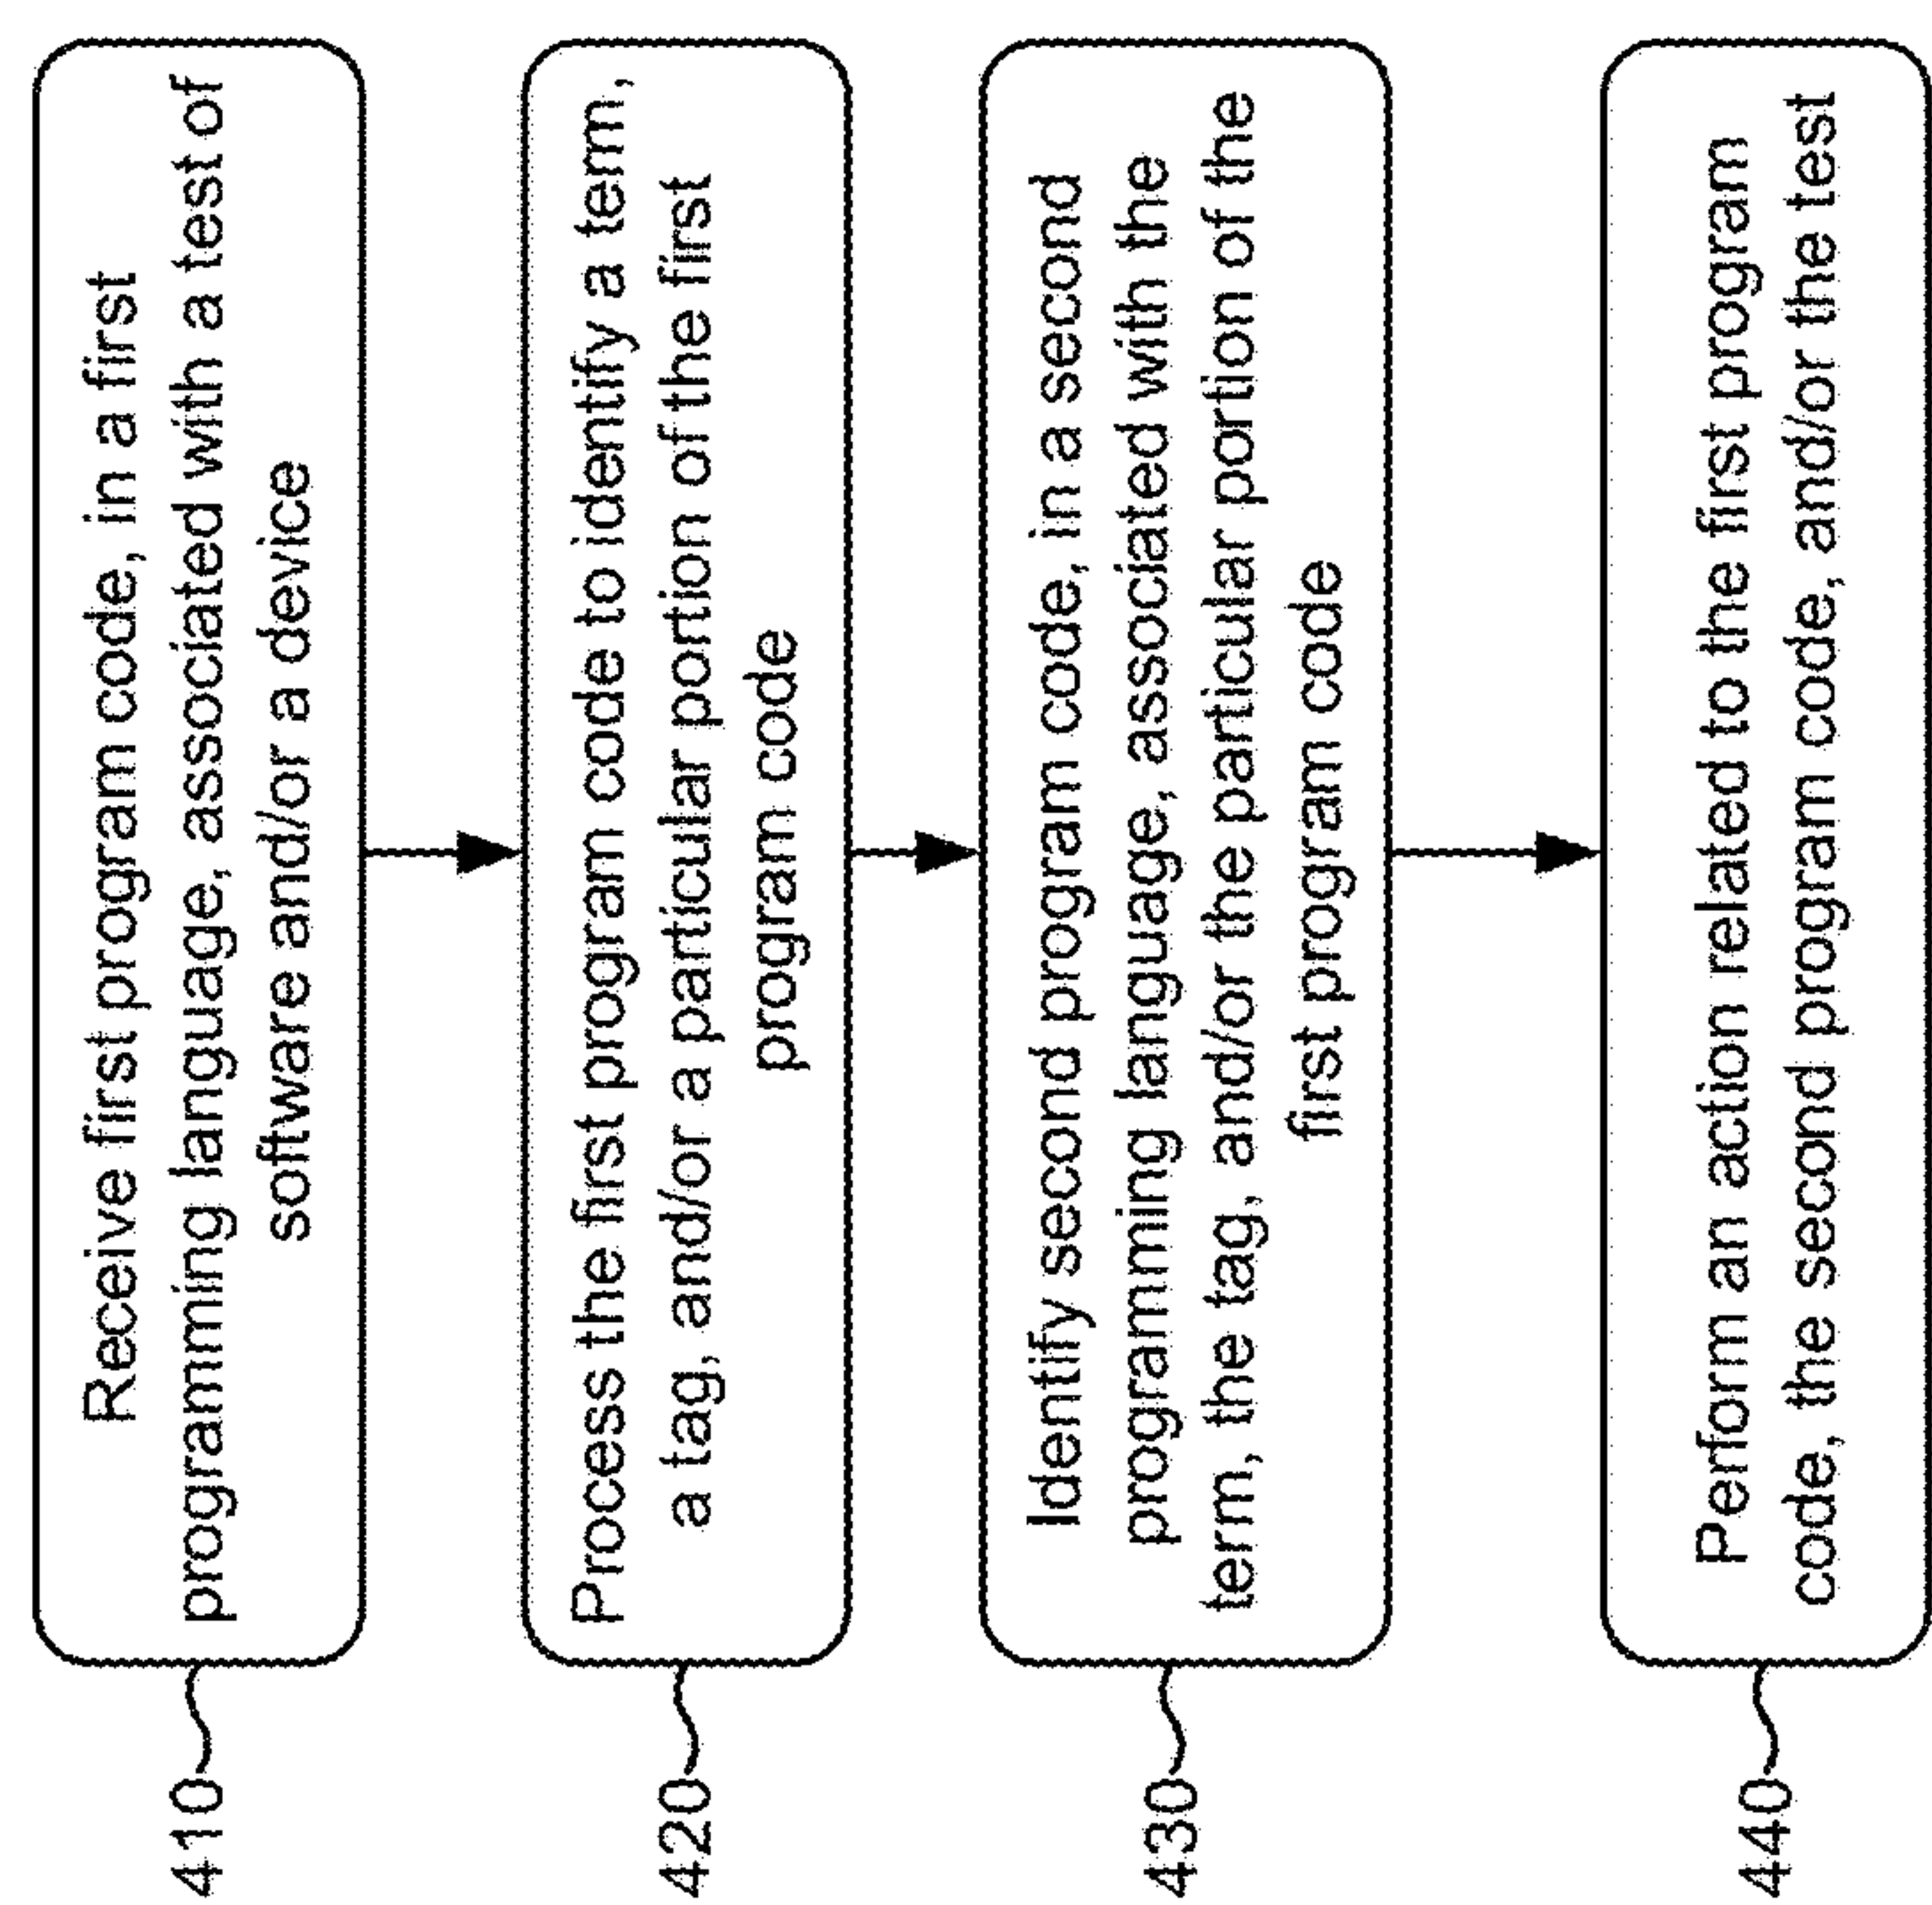 410
Receive first program code, in a first
programming language, associated with a test of
software and/or a device
420
Process the first program code to identify a term,
a tag, and/or a particular portion of the first
program code
430
Identify second program code, in a second
programming language, associated with the
term, the tag, and/or the particular portion of the
first program code
440
Perform an action related to the first program
code, the second program code, and/or the test